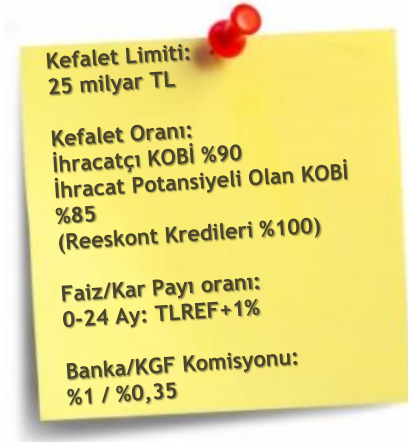 Kefalet Limiti:
25 milyar TL
Kefalet Oranı:
İhracatçı KOBİ %90
İhracat Potansiyeli Olan KOBİ
%85
(Reeskont Kredileri %100)
Faiz/Kar Payı oranı:
0-24 Ay: TLREF+1%
Banka/KGF Komisyonu:
%1 / %0,35